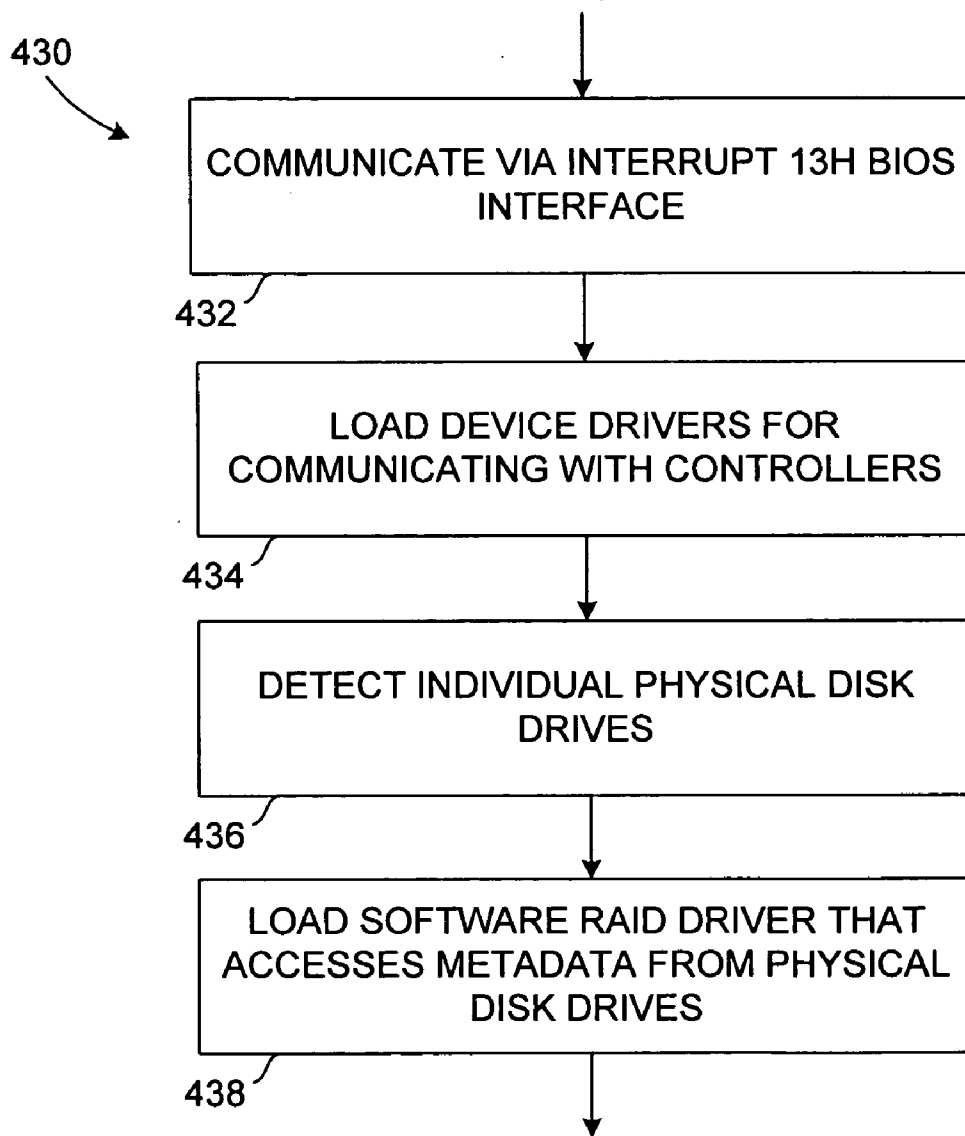 430
COMMUNICATE VIA INTERRUPT 13H BIOS
INTERFACE
432
LOAD DEVICE DRIVERS FOR
COMMUNICATING WITH CONTROLLERS
434
DETECT INDIVIDUAL PHYSICAL DISK
DRIVES
436
LOAD SOFTWARE RAID DRIVER THAT
ACCESSES METADATA FROM PHYSICAL
DISK DRIVES
438